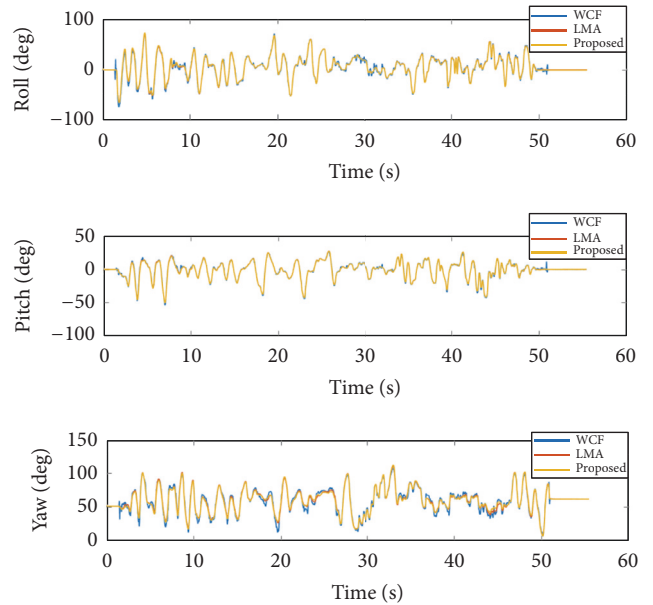 100
0
−100
Roll (deg)
WCF
LMA
Proposed
0 10 20 30 40 50 60
Time (s)
50
0
−50
−100
Pitch (deg)
WCF
LMA
Proposed
0 10 20 30 40 50 60
Time (s)
150
100
50
0
Yaw (deg)
WCF
LMA
Proposed
0 10 20 30 40 50 60
Time (s)